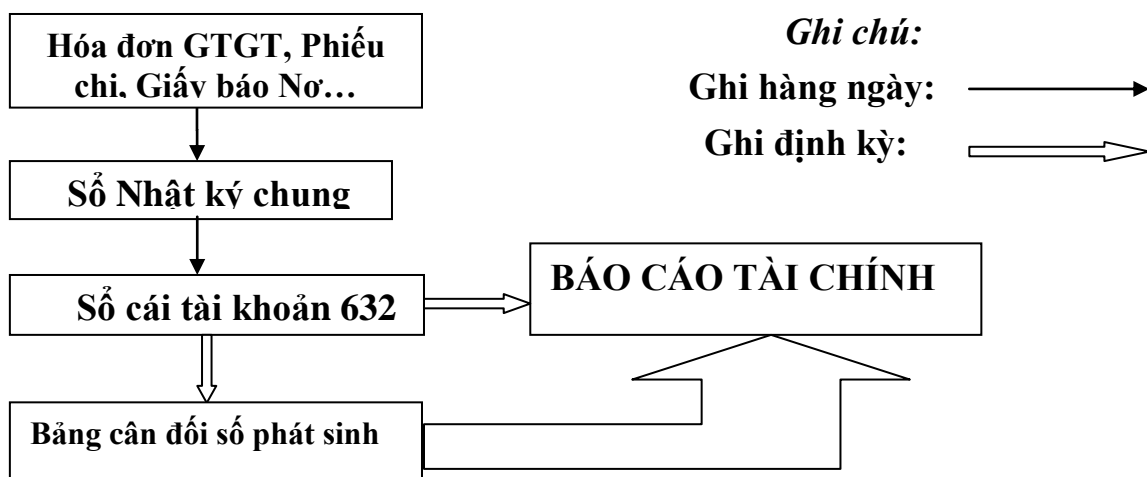 Hóa đơn GTGT, Phiếu
chi, Giấy báo Nợ…
Sổ Nhật ký chung
Sổ cái tài khoản 632
Bảng cân đối số phát sinh
BÁO CÁO TÀI CHÍNH
Ghi chú:
Ghi hàng ngày:
Ghi định kỳ: